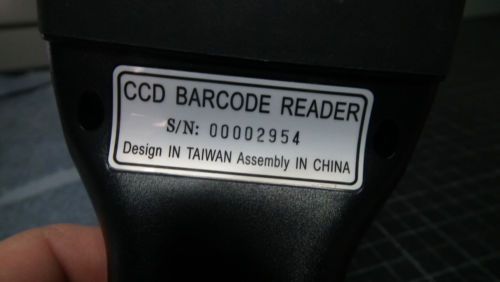 CCD BARCODE READER
S/N: 00002954
Design IN TAIWAN Assembly IN CHINA